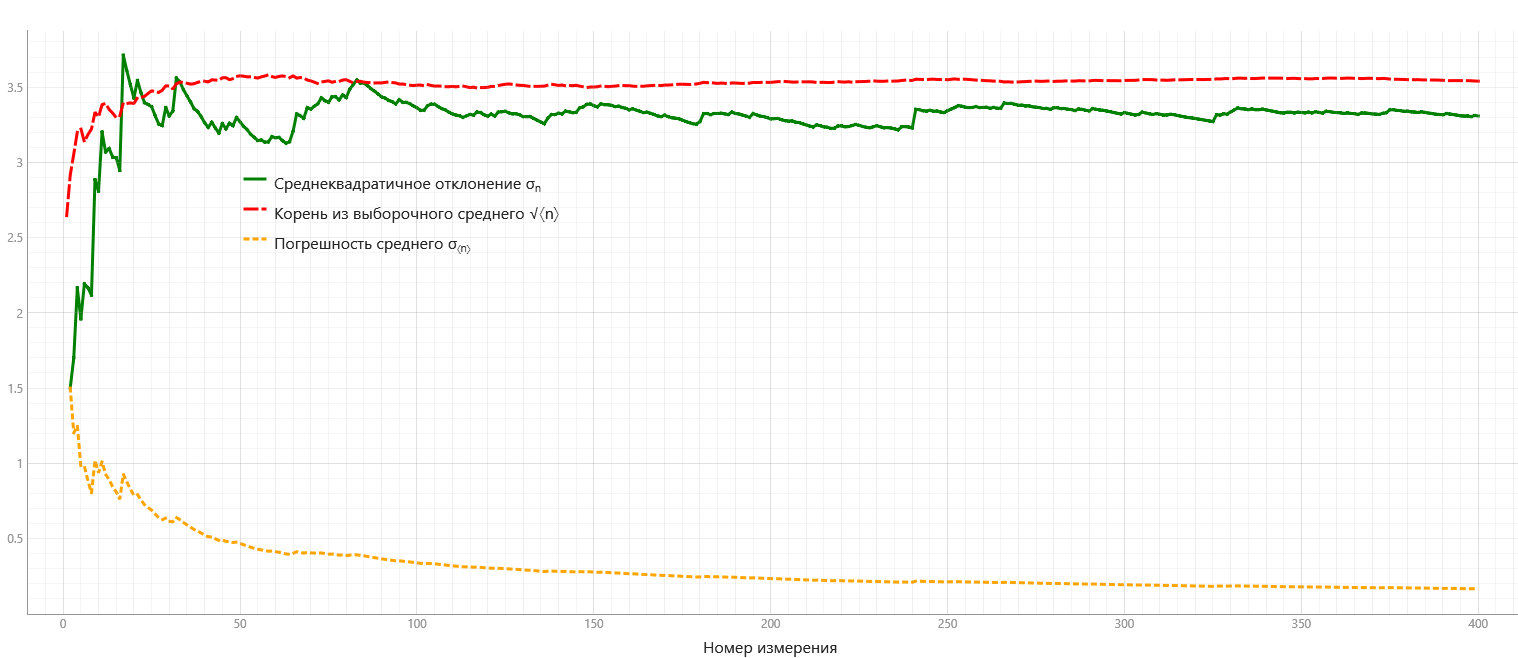 3.5
3
2.5
2
1.5
1
0.5
Среднеквадратичное отклонение σn
Корень из выборочного среднего √⟨n⟩
Погрешность среднего σ⟨n⟩
0 50 100 150 200 250 300 350 400
Номер измерения